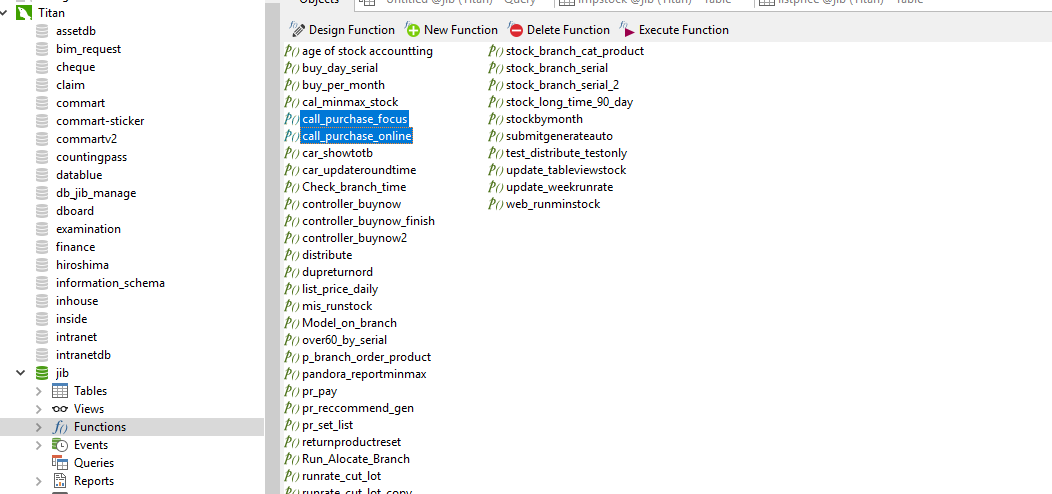 Titan
assetdb
bim_request
cheque
claim
commart
commart-sticker
commartv2
countingpass
datablue
db_jib_manage
dboard
examination
finance
hiroshima
information_schema
inhouse
inside
intranet
intranetdb
jib
Tables
Views
Functions
Events
Queries
Reports
Objects
Untitled @jib (Titan) - Query
impstock @jib (Titan) - Table
listprice @jib (Titan) - Table
Design Function New Function Delete Function Execute Function
age of stock accountting
buy_day_serial
buy_per_month
cal_minmax_stock
call_purchase_focus
call_purchase_online
car_showtotb
car_updateroundtime
Check_branch_time
controller_buynow
controller_buynow_finish
controller_buynow2
distribute
dupreturnord
list_price_daily
mis_runstock
Model_on_branch
over60_by_serial
p_branch_order_product
pandora_reportminmax
pr_pay
pr_reccommend_gen
pr_set_list
returnproductreset
Run_Alocate_Branch
runrate_cut_lot
runrate_cut_lot_copy
stock_branch_cat_product
stock_branch_serial
stock_branch_serial_2
stock_long_time_90_day
stockbymonth
submitgenerateauto
test_distribute_testonly
update_tableviewstock
update_weekrunrate
web_runminstock